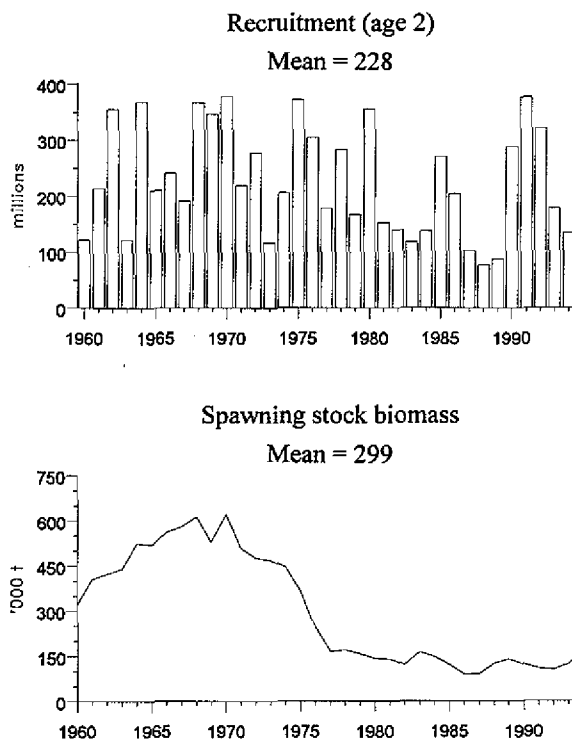 Recruitment (age 2)
Mean = 228
400
300
200
100
0
millions
1960 1965 1970 1975 1980 1985 1990
Spawning stock biomass
Mean = 299
750
600
450
300
150
0
'000 t
1960 1965 1970 1975 1980 1985 1990